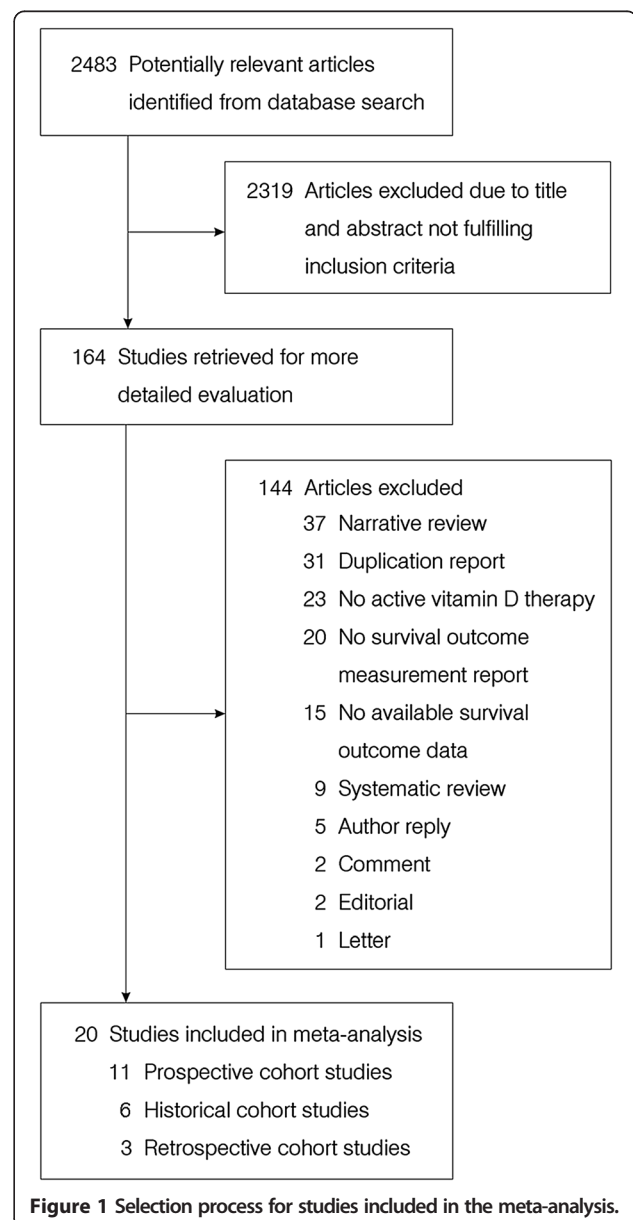 2483 Potentially relevant articles
identified from database search
2319 Articles excluded due to title
and abstract not fulfilling
inclusion criteria
164 Studies retrieved for more
detailed evaluation
144 Articles excluded
37 Narrative review
31 Duplication report
23 No active vitamin D therapy
20 No survival outcome
measurement report
15 No available survival
outcome data
9 Systematic review
5 Author reply
2 Comment
2 Editorial
1 Letter
20 Studies included in meta-analysis
11 Prospective cohort studies
6 Historical cohort studies
3 Retrospective cohort studies
Figure 1 Selection process for studies included in the meta-analysis.